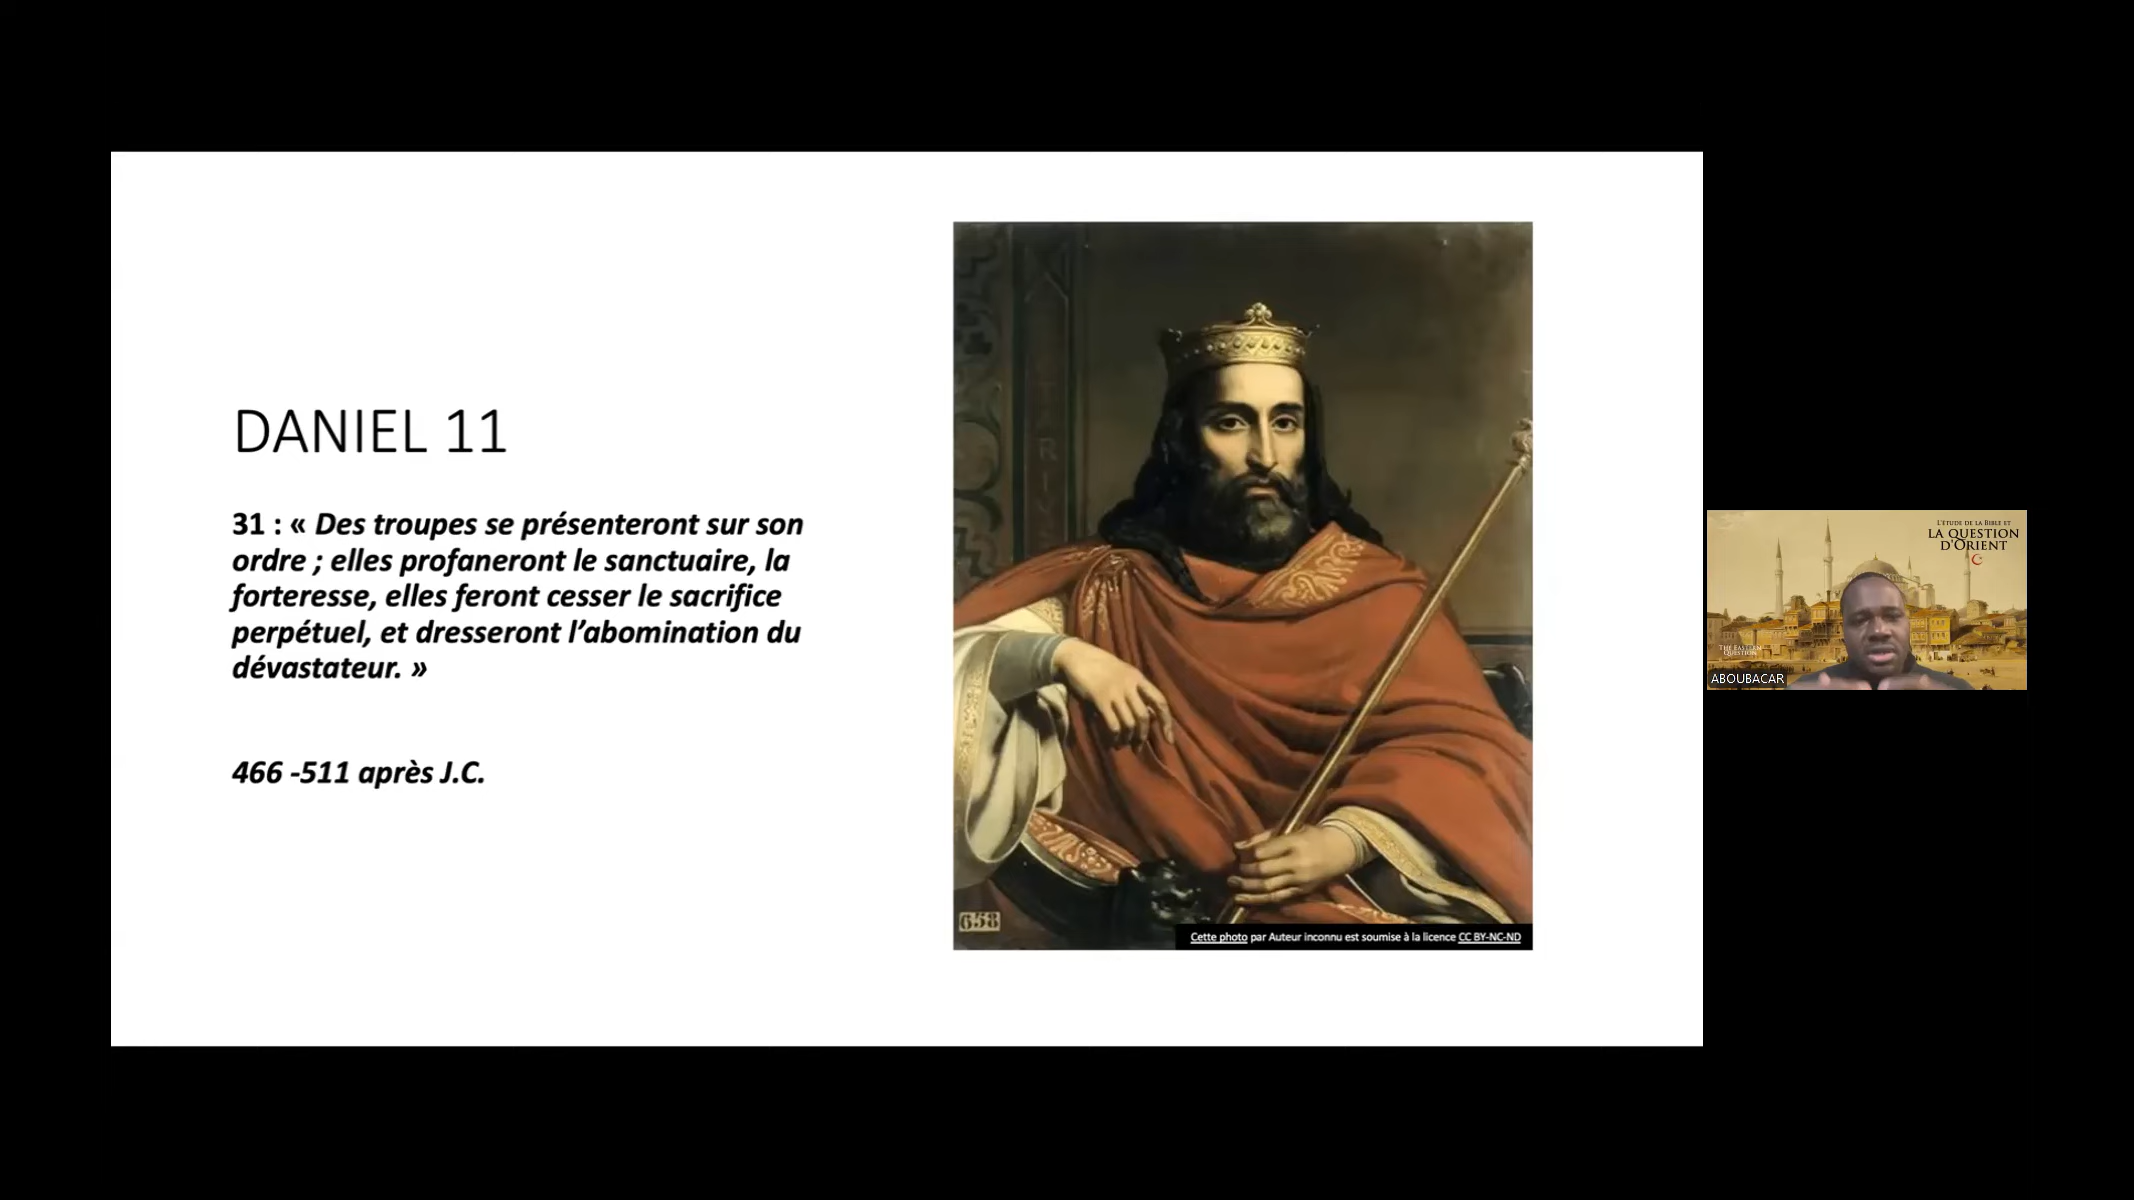 DANIEL 11
31 : « Des troupes se présenteront sur son
ordre ; elles profaneront le sanctuaire, la
forteresse, elles feront cesser le sacrifice
perpétuel, et dresseront l’abomination du
dévastateur. »
466 -511 après J.C.
658
Cette photo par Auteur inconnu est soumise à la licence CC BY-NC-ND
L'ÉTUDE DE LA BIBLE ET
LA QUESTION
D'ORIENT
THE EASTERN
QUESTION
ABOUBACAR